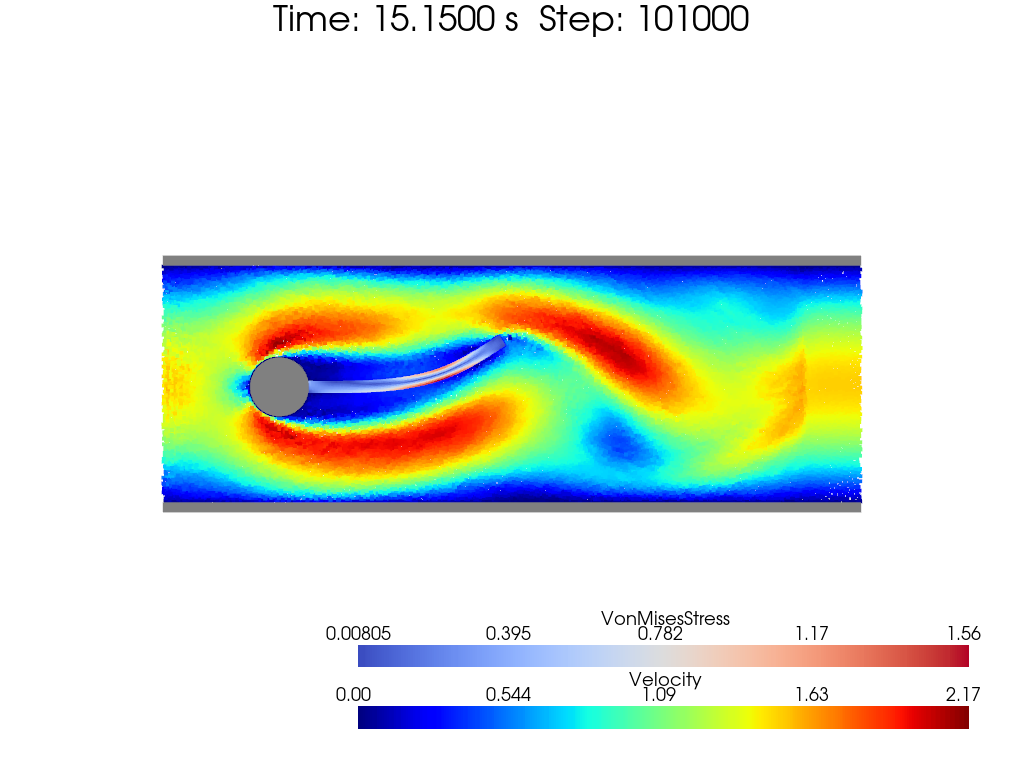 Time: 15.1500 s  Step: 101000
VonMisesStress
0.00805 0.395 0.782 1.17 1.56
Velocity
0.00 0.544 1.09 1.63 2.17